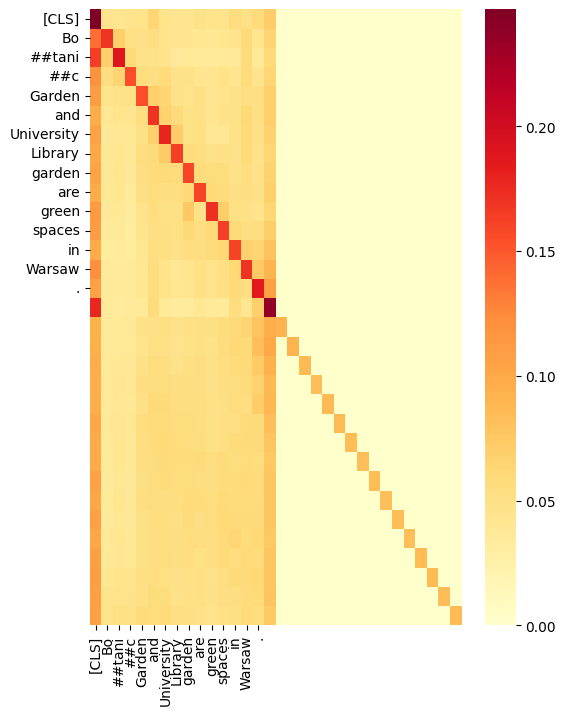 [CLS]
Bo
##tani
##c
Garden
and
University
Library
garden
are
green
spaces
in
Warsaw
.
[CLS]
Bo
##tani
##c
Garden
and
University
Library
garden
are
green
spaces
in
Warsaw
.
0.20
0.15
0.10
0.05
0.00